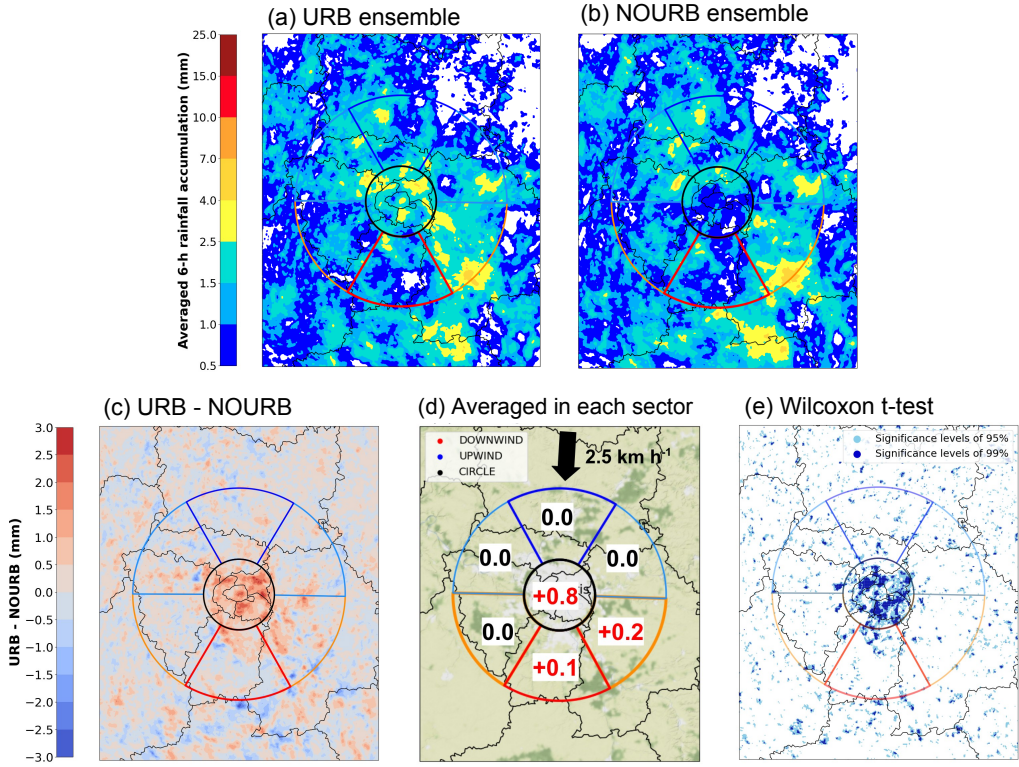 (a) URB ensemble
(b) NOURB ensemble
Averaged 6-h rainfall accumulation (mm)
25.0
15.0
10.0
7.0
4.0
2.5
1.5
1.0
0.5
(c) URB - NOURB
(d) Averaged in each sector
(e) Wilcoxon t-test
URB - NOURB (mm)
3.0
2.5
2.0
1.5
1.0
0.5
0.0
−0.5
−1.0
−1.5
−2.0
−2.5
−3.0
DOWNWIND
UPWIND
CIRCLE
2.5 km h⁻¹
0.0
0.0
0.0
+0.8
0.0
+0.2
+0.1
Significance levels of 95%
Significance levels of 99%